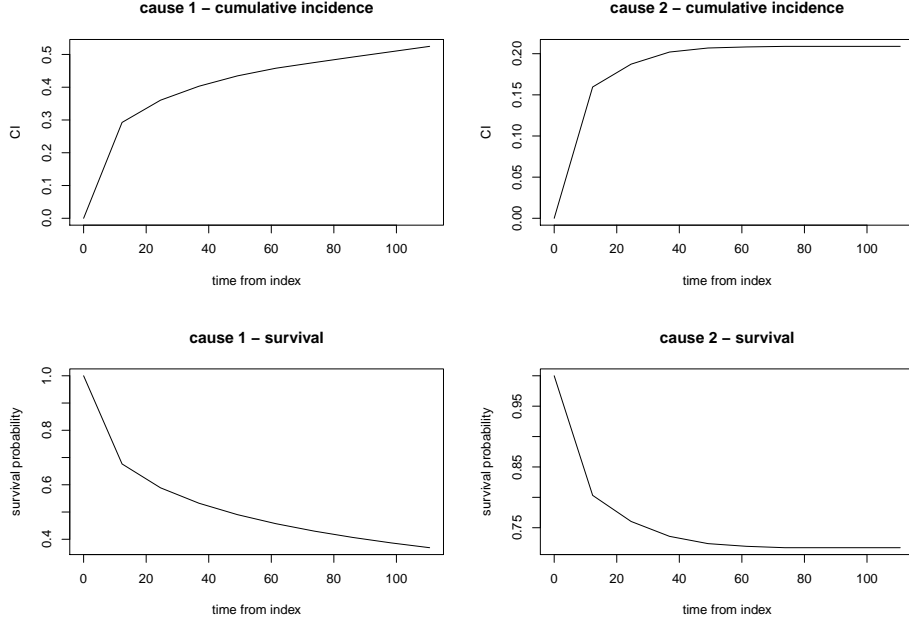 cause 1 − cumulative incidence
CI
0.0 0.1 0.2 0.3 0.4 0.5
0 20 40 60 80 100
time from index
cause 2 − cumulative incidence
CI
0.00 0.05 0.10 0.15 0.20
0 20 40 60 80 100
time from index
cause 1 − survival
survival probability
0.4 0.6 0.8 1.0
0 20 40 60 80 100
time from index
cause 2 − survival
survival probability
0.75 0.85 0.95
0 20 40 60 80 100
time from index